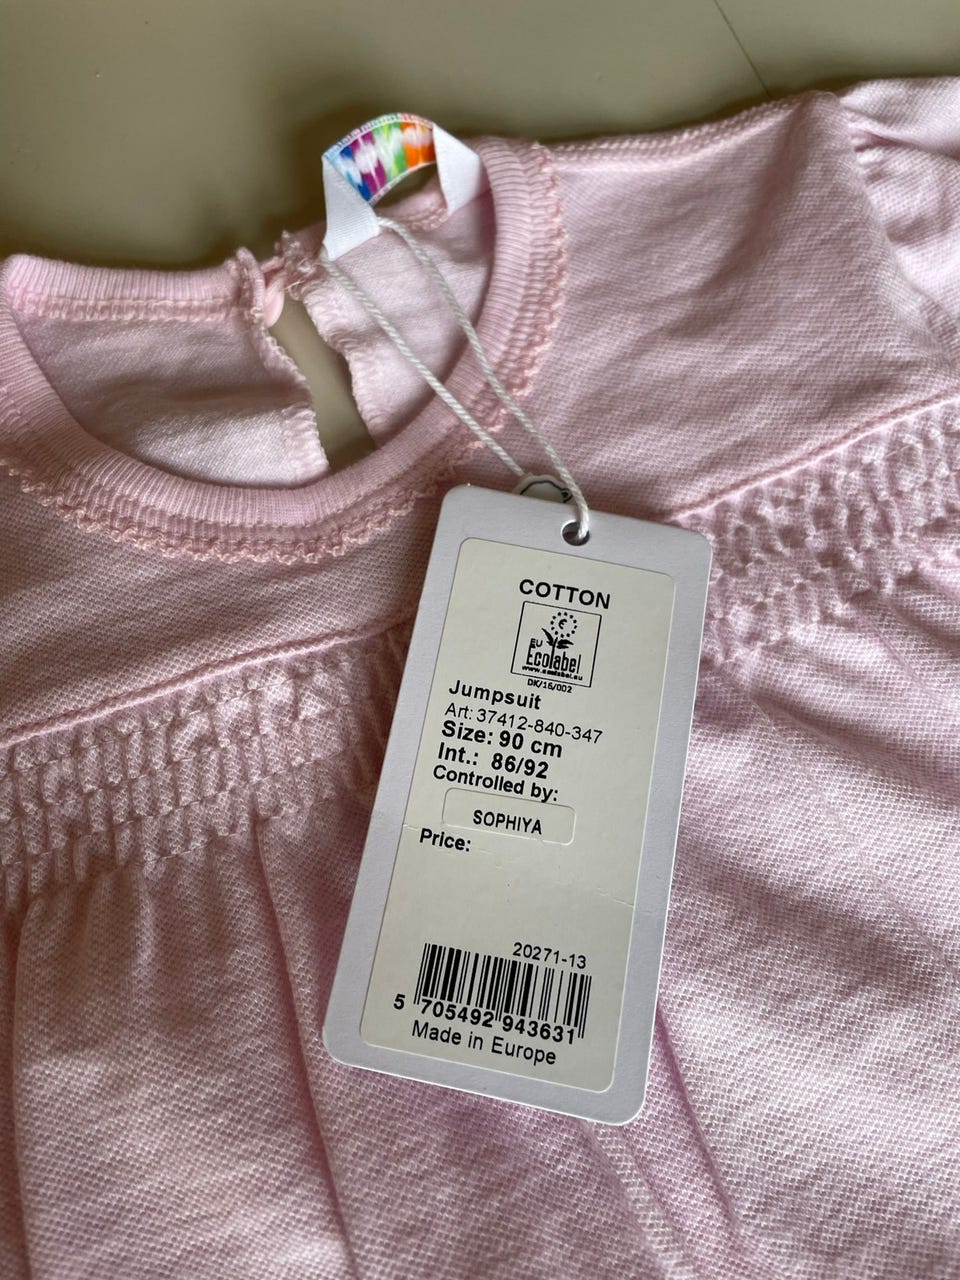 COTTON
EU
Ecolabel
www.ecolabel.eu
DK/16/002
Jumpsuit
Art: 37412-840-347
Size: 90 cm
Int.: 86/92
Controlled by:
SOPHIYA
Price:
20271-13
5 705492 943631
Made in Europe